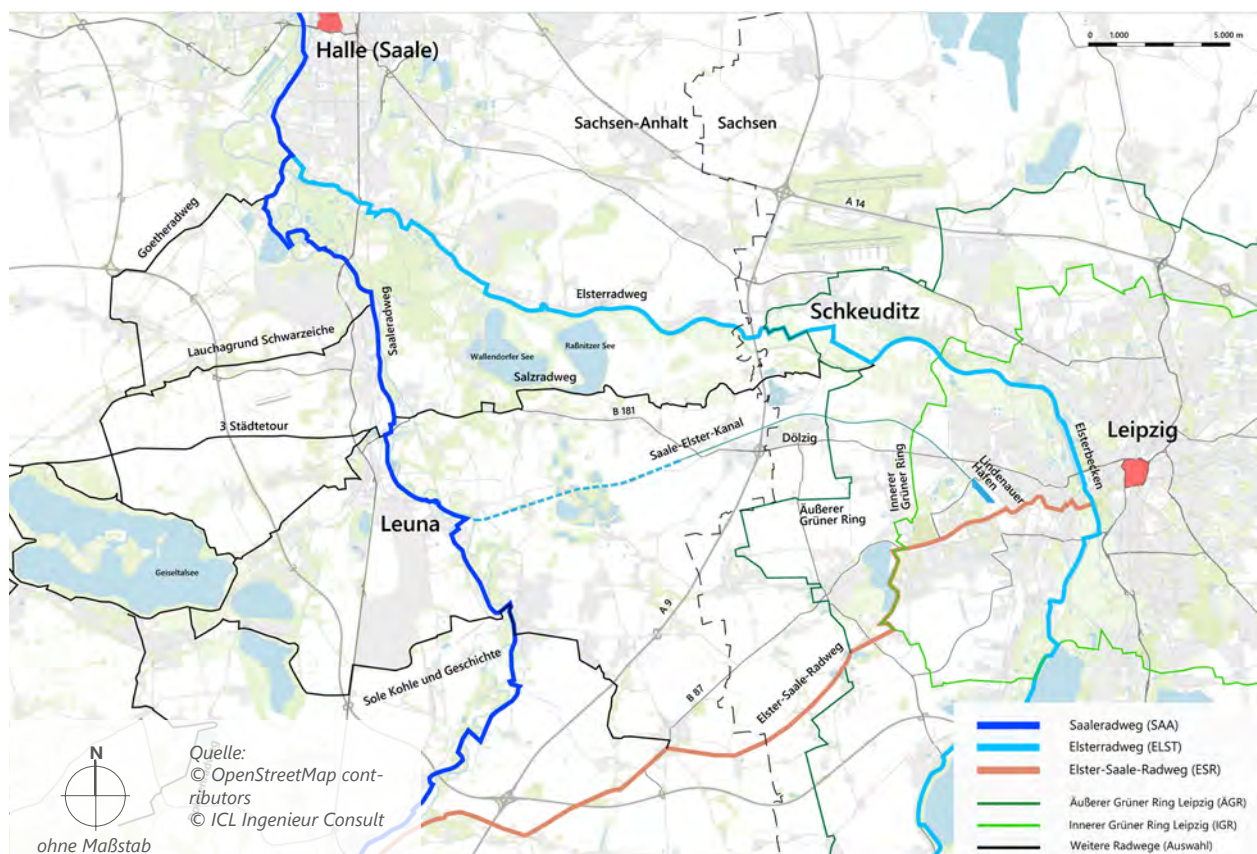 Halle (Saale)
0 1.000 5.000 m
Sachsen-Anhalt
Sachsen
A 14
Goetheradweg
Elsterradweg
Schkeuditz
Saaleradweg
Lauchagrund Schwarzeiche
Wallendorfer See
Raßnitzer See
Salzradweg
B 181
3 Städtetour
Saale-Elster-Kanal
Dölzig
Leipzig
Elsterbecken
Innerer
Grüner Ring
Lindenauer
Hafen
Leuna
Äußerer
Grüner Ring
Geiseltalsee
A 9
Sole Kohle und Geschichte
B 87
Elster-Saale-Radweg
N
ohne Maßstab
Quelle:
© OpenStreetMap cont-
ributors
© ICL Ingenieur Consult
Saaleradweg (SAA)
Elsterradweg (ELST)
Elster-Saale-Radweg (ESR)
Äußerer Grüner Ring Leipzig (ÄGR)
Innerer Grüner Ring Leipzig (IGR)
Weitere Radwege (Auswahl)